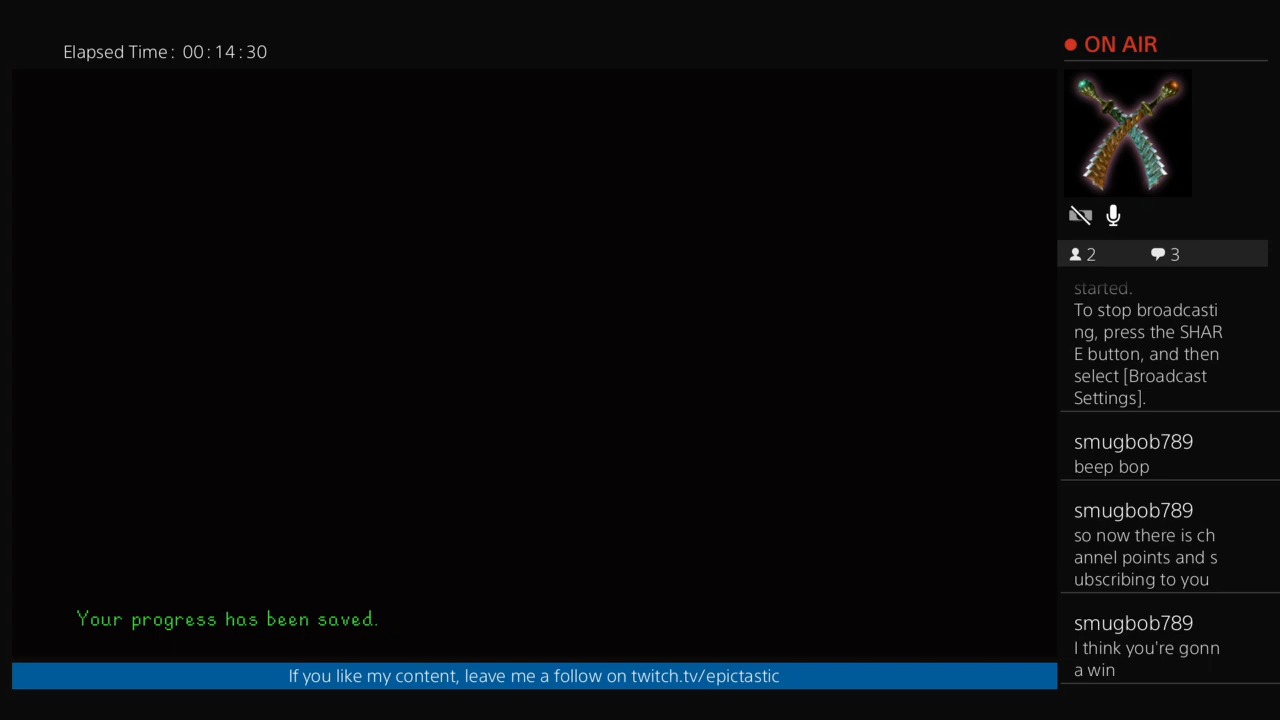 Elapsed Time: 00:14:30
ON AIR
2
3
started.
To stop broadcasti
ng, press the SHAR
E button, and then
select [Broadcast
Settings].
smugbob789
beep bop
smugbob789
so now there is ch
annel points and s
ubscribing to you
smugbob789
I think you're gonn
a win
Your progress has been saved.
If you like my content, leave me a follow on twitch.tv/epictastic